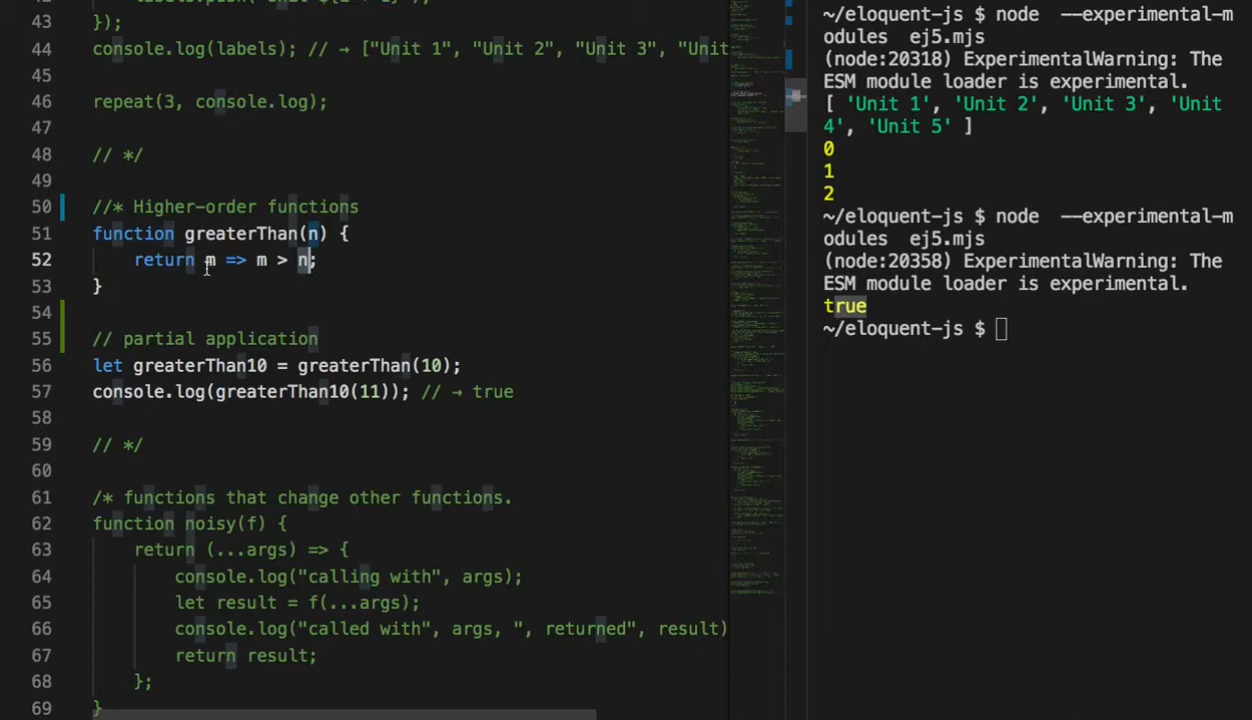 43 });
44 console.log(labels); // → ["Unit 1", "Unit 2", "Unit 3", "Unit
45
46 repeat(3, console.log);
47
48 // */
49
50 //* Higher-order functions
51 function greaterThan(n) {
52 return m => m > n;
53 }
54
55 // partial application
56 let greaterThan10 = greaterThan(10);
57 console.log(greaterThan10(11)); // → true
58
59 // */
60
61 /* functions that change other functions.
62 function noisy(f) {
63 return (...args) => {
64 console.log("calling with", args);
65 let result = f(...args);
66 console.log("called with", args, ", returned", result)
67 return result;
68 };
69 }
~/eloquent-js $ node --experimental-m
odules ej5.mjs
(node:20318) ExperimentalWarning: The
ESM module loader is experimental.
[ 'Unit 1', 'Unit 2', 'Unit 3', 'Unit
4', 'Unit 5' ]
0
1
2
~/eloquent-js $ node --experimental-m
odules ej5.mjs
(node:20358) ExperimentalWarning: The
ESM module loader is experimental.
true
~/eloquent-js $